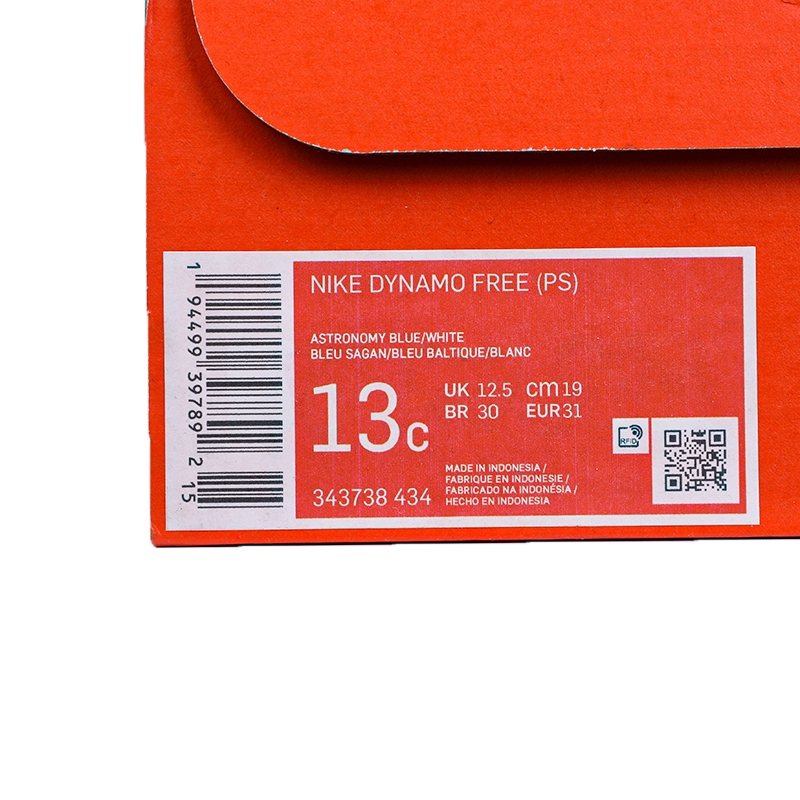 NIKE DYNAMO FREE (PS)
ASTRONOMY BLUE/WHITE
BLEU SAGAN/BLEU BALTIQUE/BLANC
13C
UK 12.5 cm 19
BR 30 EUR 31
RFID
343738 434
MADE IN INDONESIA /
FABRIQUE EN INDONESIE /
FABRICADO NA INDONÉSIA /
HECHO EN INDONESIA
1 94499 39789 2 15